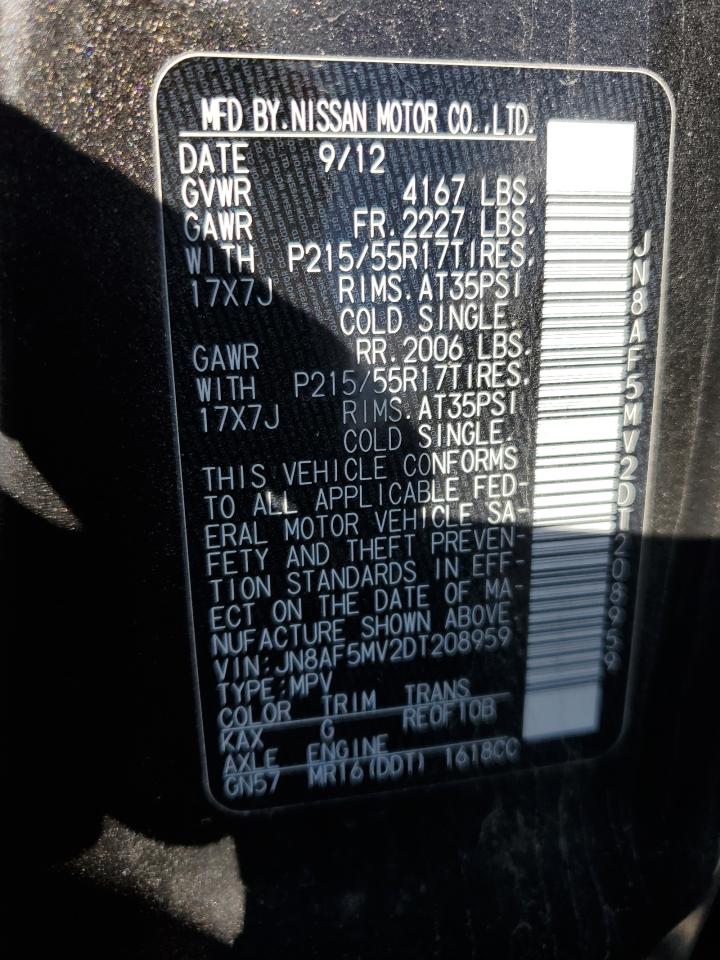 MFD BY.NISSAN MOTOR CO.,LTD.
DATE 9/12
GVWR 4167 LBS.
GAWR FR.2227 LBS.
WITH P215/55R17TIRES.
17X7J RIMS.AT35PSI
COLD SINGLE.
GAWR RR.2006 LBS.
WITH P215/55R17TIRES.
17X7J RIMS.AT35PSI
COLD SINGLE.
THIS VEHICLE CONFORMS
TO ALL APPLICABLE FED-
ERAL MOTOR VEHICLE SA-
FETY AND THEFT PREVEN-
TION STANDARDS IN EFF-
ECT ON THE DATE OF MA-
NUFACTURE SHOWN ABOVE.
VIN:JN8AF5MV2DT208959
TYPE:MPV
COLOR TRIM TRANS
KAX G RE0F10B
AXLE ENGINE
GN57 MR16(DDT) 1618CC
JN8AF5MV2DT208959